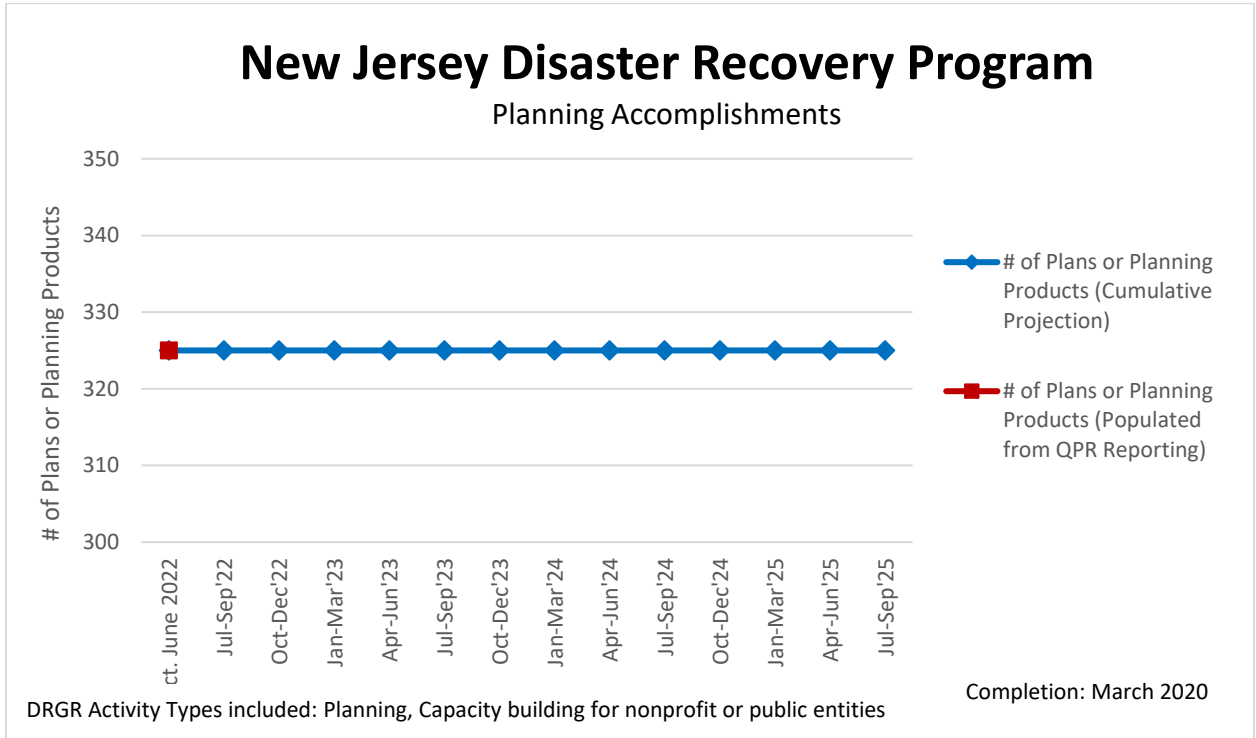 New Jersey Disaster Recovery Program
Planning Accomplishments
# of Plans or Planning Products
350
340
330
320
310
300
ct. June 2022
Jul-Sep'22
Oct-Dec'22
Jan-Mar'23
Apr-Jun'23
Jul-Sep'23
Oct-Dec'23
Jan-Mar'24
Apr-Jun'24
Jul-Sep'24
Oct-Dec'24
Jan-Mar'25
Apr-Jun'25
Jul-Sep'25
# of Plans or Planning
Products (Cumulative
Projection)
# of Plans or Planning
Products (Populated
from QPR Reporting)
Completion: March 2020
DRGR Activity Types included: Planning, Capacity building for nonprofit or public entities